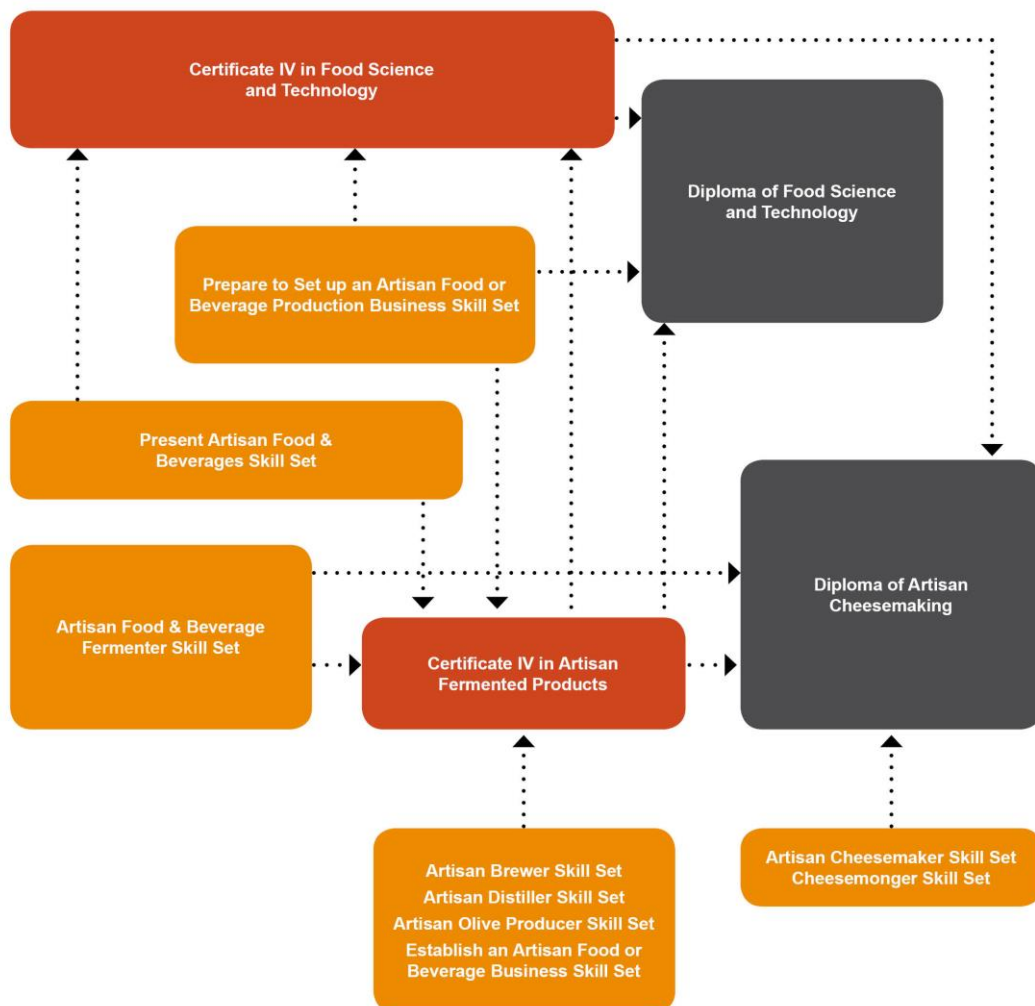 Certificate IV in Food Science
and Technology
Diploma of Food Science
and Technology
Prepare to Set up an Artisan Food or
Beverage Production Business Skill Set
Present Artisan Food &
Beverages Skill Set
Artisan Food & Beverage
Fermenter Skill Set
Certificate IV in Artisan
Fermented Products
Diploma of Artisan
Cheesemaking
Artisan Brewer Skill Set
Artisan Distiller Skill Set
Artisan Olive Producer Skill Set
Establish an Artisan Food or
Beverage Business Skill Set
Artisan Cheesemaker Skill Set
Cheesemonger Skill Set